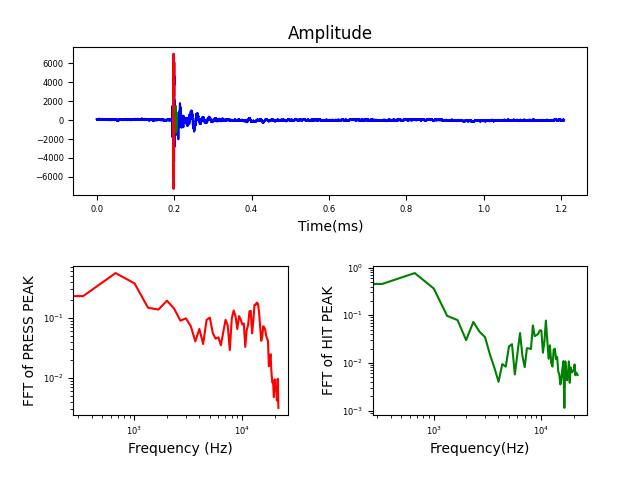 Amplitude
6000
4000
2000
0
−2000
−4000
−6000
0.0 0.2 0.4 0.6 0.8 1.0 1.2
Time(ms)
FFT of PRESS PEAK
10⁻¹
10⁻²
10³ 10⁴
Frequency (Hz)
FFT of HIT PEAK
10⁰
10⁻¹
10⁻²
10⁻³
10³ 10⁴
Frequency(Hz)